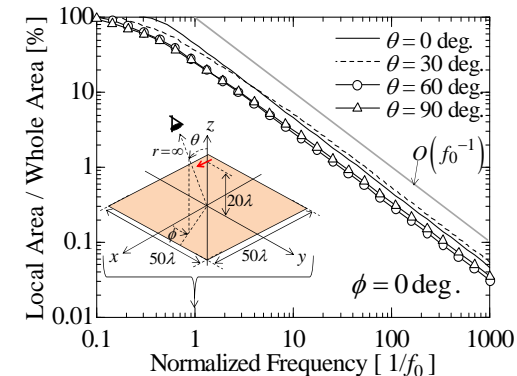 Local Area / Whole Area [%]
100
10
1
0.1
0.01
θ = 0 deg.
θ = 30 deg.
θ = 60 deg.
θ = 90 deg.
O(f₀⁻¹)
z
θ
r=∞
20λ
ϕ
x
50λ
50λ
y
ϕ = 0 deg.
0.1
1
10
100
1000
Normalized Frequency [ 1/f₀ ]